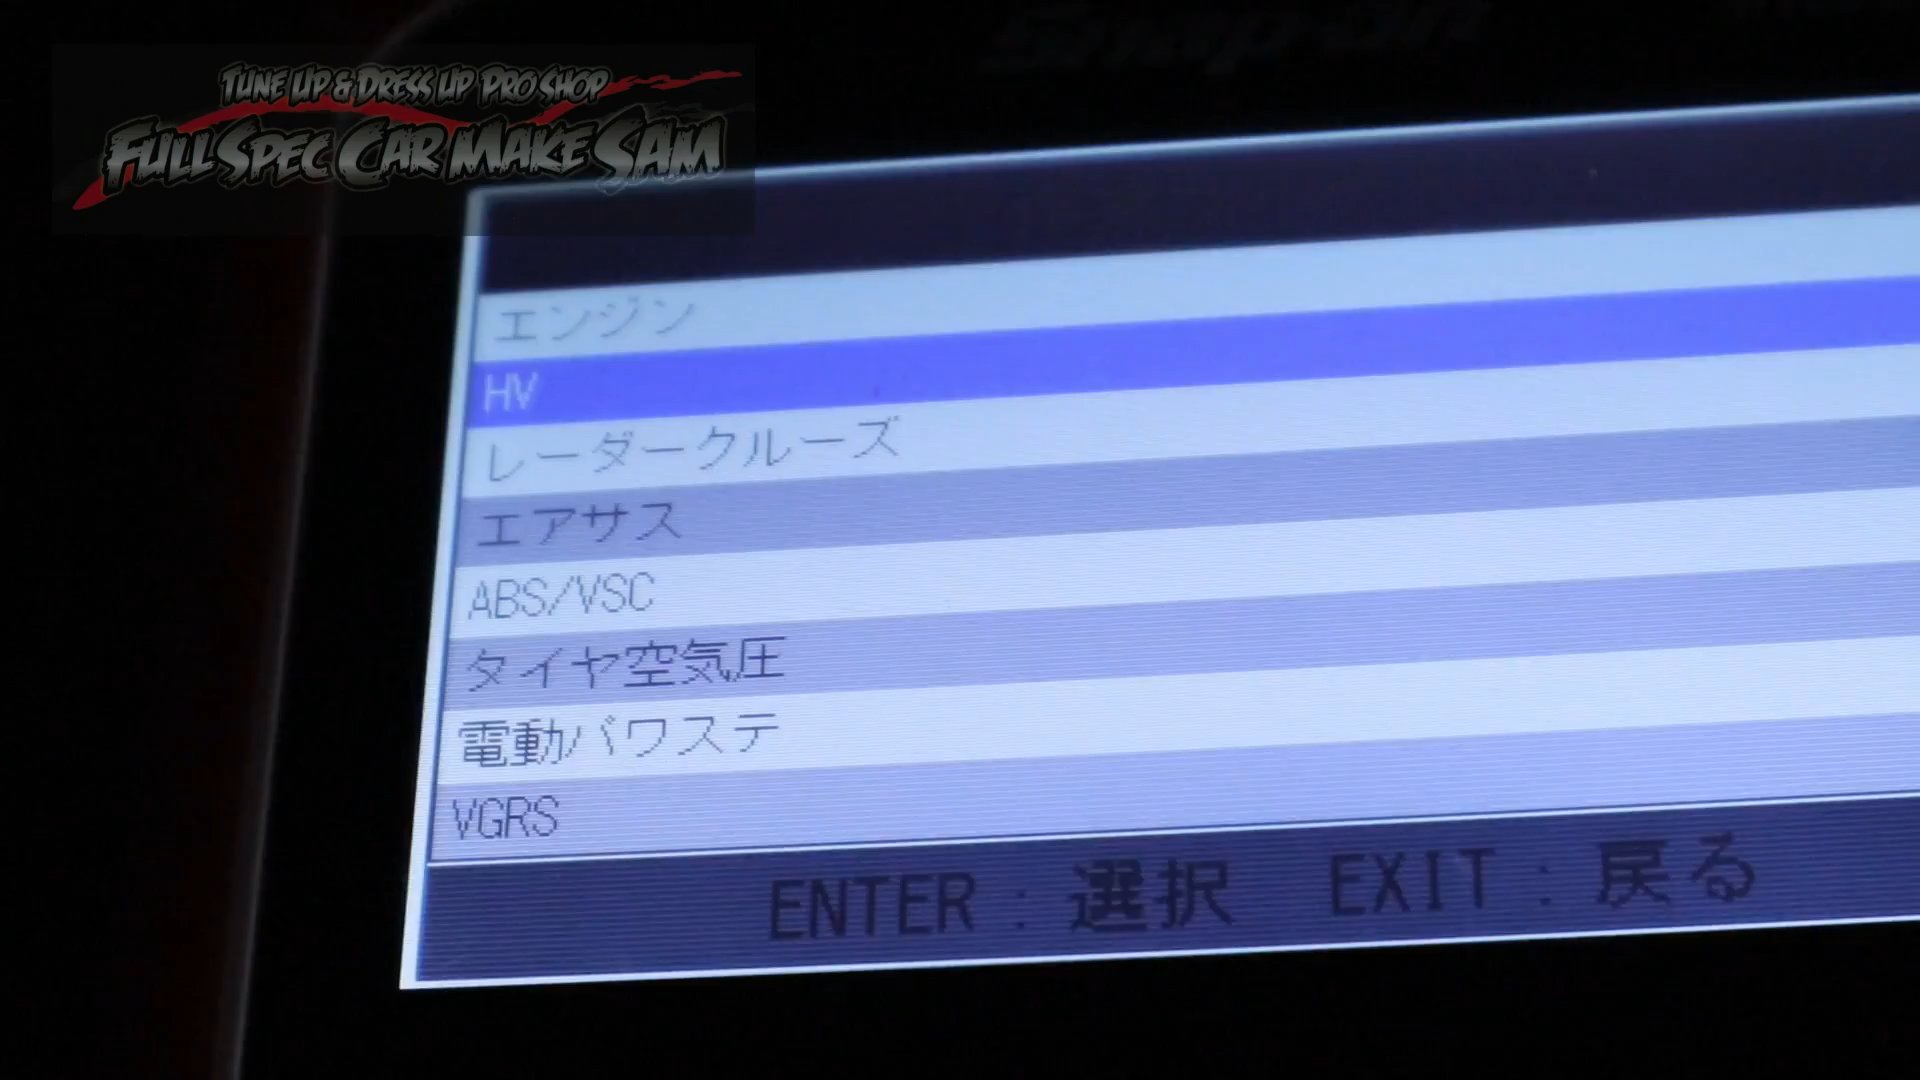 Snap-on
TUNE UP & DRESS UP PRO SHOP
FULL SPEC CAR MAKE SAM
エンジン
HV
レーダークルーズ
エアサス
ABS/VSC
タイヤ空気圧
電動パワステ
VGRS
ENTER : 選択 EXIT : 戻る